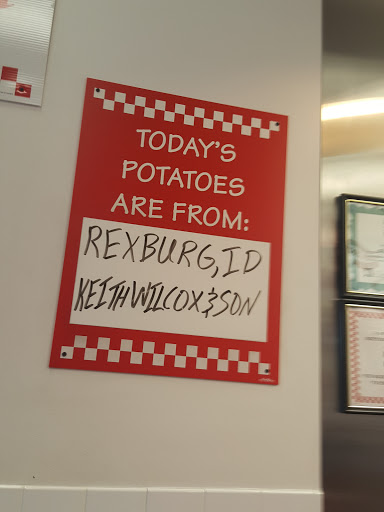 TODAY'S
POTATOES
ARE FROM:
REXBURG, ID
KEITH WILCOX & SON